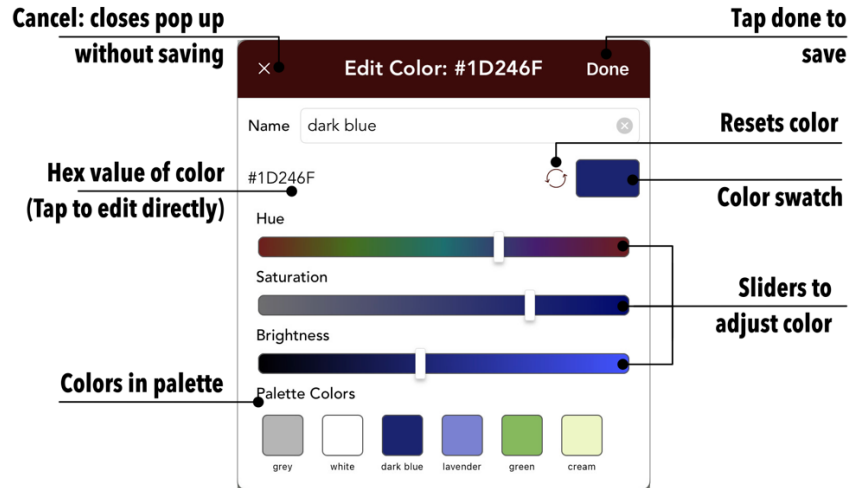 Cancel: closes pop up
without saving
Tap done to
save
Edit Color: #1D246F
Done
Name
dark blue
Resets color
Hex value of color
(Tap to edit directly)
#1D246F
Color swatch
Hue
Saturation
Sliders to
adjust color
Brightness
Colors in palette
Palette Colors
grey
white
dark blue
lavender
green
cream